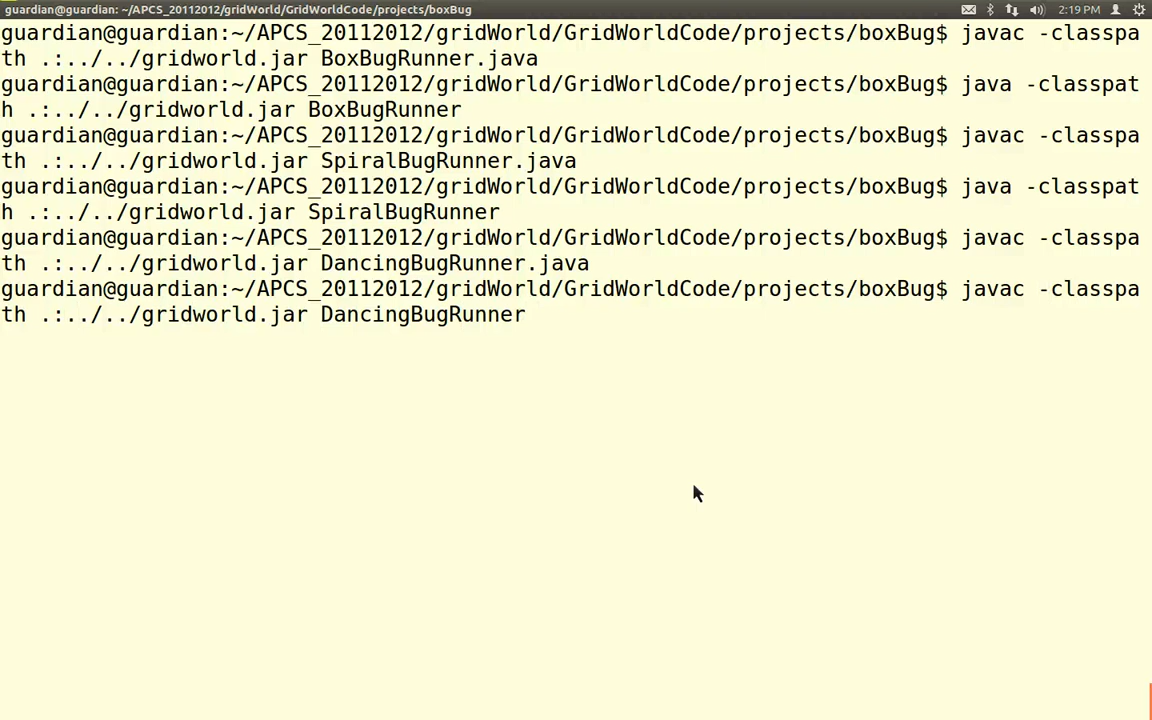 guardian@guardian: ~/APCS_20112012/gridWorld/GridWorldCode/projects/boxBug
2:19 PM
guardian@guardian:~/APCS_20112012/gridWorld/GridWorldCode/projects/boxBug$ javac -classpa
th .:../../gridworld.jar BoxBugRunner.java
guardian@guardian:~/APCS_20112012/gridWorld/GridWorldCode/projects/boxBug$ java -classpat
h .:../../gridworld.jar BoxBugRunner
guardian@guardian:~/APCS_20112012/gridWorld/GridWorldCode/projects/boxBug$ javac -classpa
th .:../../gridworld.jar SpiralBugRunner.java
guardian@guardian:~/APCS_20112012/gridWorld/GridWorldCode/projects/boxBug$ java -classpat
h .:../../gridworld.jar SpiralBugRunner
guardian@guardian:~/APCS_20112012/gridWorld/GridWorldCode/projects/boxBug$ javac -classpa
th .:../../gridworld.jar DancingBugRunner.java
guardian@guardian:~/APCS_20112012/gridWorld/GridWorldCode/projects/boxBug$ javac -classpa
th .:../../gridworld.jar DancingBugRunner